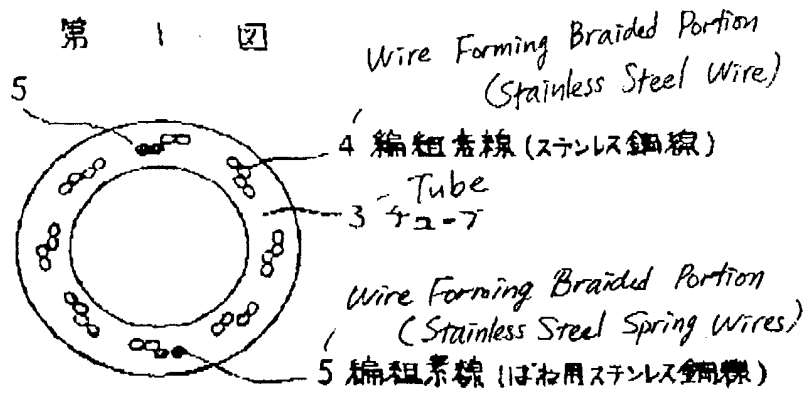 第 1 図
Wire Forming Braided Portion
(Stainless Steel Wire)
5
4 編組素線 (ステンレス鋼線)
Tube
3 チューブ
Wire Forming Braided Portion
(Stainless Steel Spring Wires)
5 編組素線 (ばね用ステンレス鋼線)